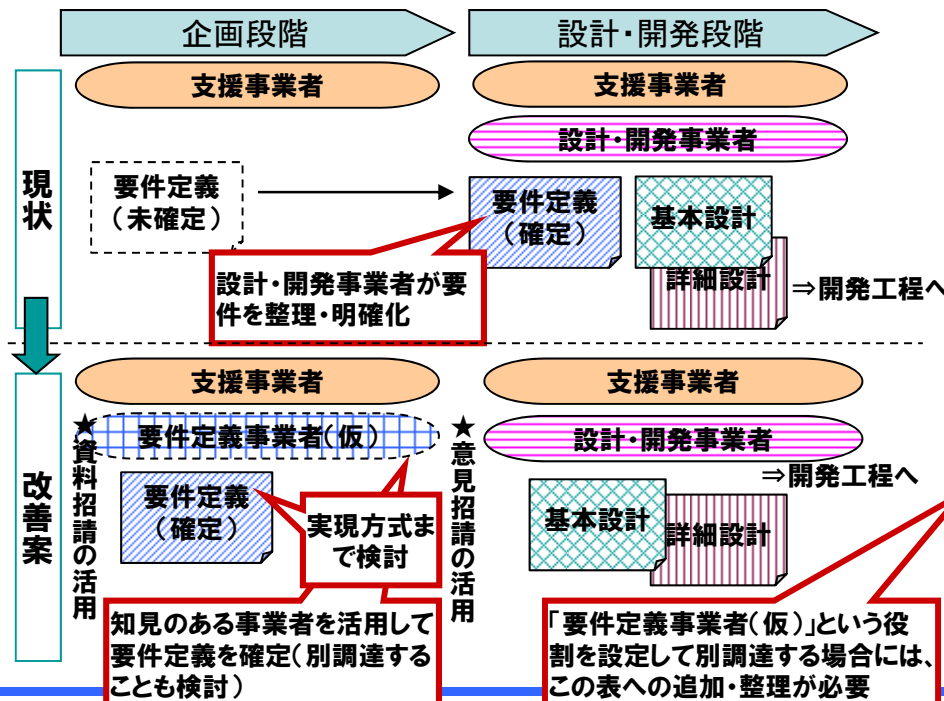 企画段階
設計・開発段階
現状
支援事業者
支援事業者
設計・開発事業者
要件定義
（未確定）
要件定義
（確定）
基本設計
詳細設計
⇒開発工程へ
設計・開発事業者が要
件を整理・明確化
改善案
支援事業者
支援事業者
★資料招請の活用
要件定義事業者（仮）
★意見招請の活用
設計・開発事業者
⇒開発工程へ
要件定義
（確定）
実現方式ま
で検討
基本設計
詳細設計
知見のある事業者を活用して
要件定義を確定（別調達する
ことも検討）
「要件定義事業者（仮）」という役
割を設定して別調達する場合には、
この表への追加・整理が必要